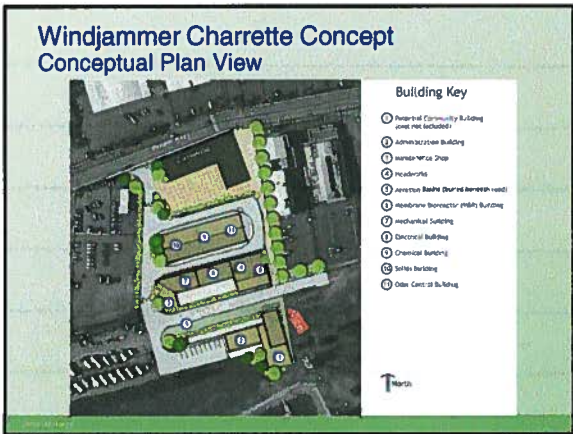 Windjammer Charrette Concept
Conceptual Plan View
Building Key
1 Potential Community Building
(cost not included)
2 Administration Building
3 Maintenance Shop
4 Headworks
5 Aeration Basins (buried beneath road)
6 Membrane Bioreactor (MBR) Building
7 Mechanical Building
8 Electrical Building
9 Chemical Building
10 Solids Building
11 Odor Control Building
North